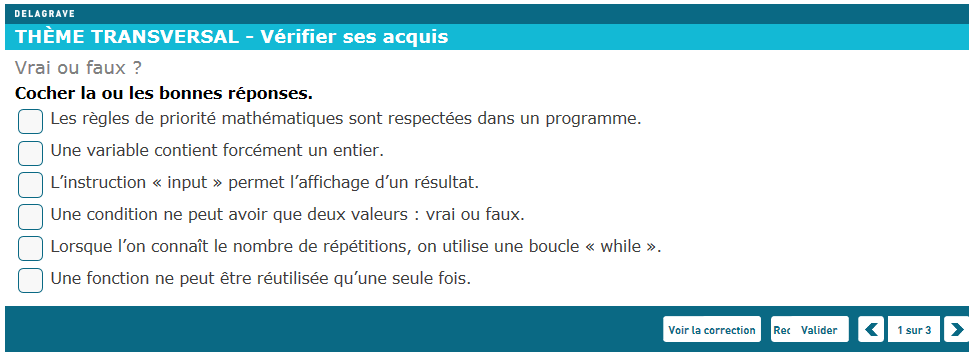 DELAGRAVE
THÈME TRANSVERSAL - Vérifier ses acquis
Vrai ou faux ?
Cocher la ou les bonnes réponses.
Les règles de priorité mathématiques sont respectées dans un programme.
Une variable contient forcément un entier.
L’instruction « input » permet l’affichage d’un résultat.
Une condition ne peut avoir que deux valeurs : vrai ou faux.
Lorsque l’on connaît le nombre de répétitions, on utilise une boucle « while ».
Une fonction ne peut être réutilisée qu’une seule fois.
Voir la correction Rec Valider 1 sur 3